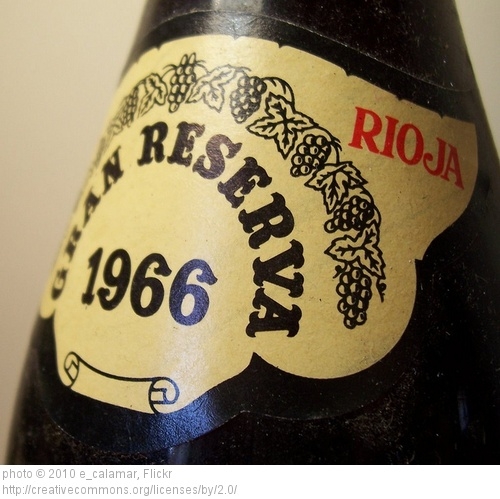 GRAN RESERVA
RIOJA
1966
photo © 2010 e_calamar, Flickr
http://creativecommons.org/licenses/by/2.0/